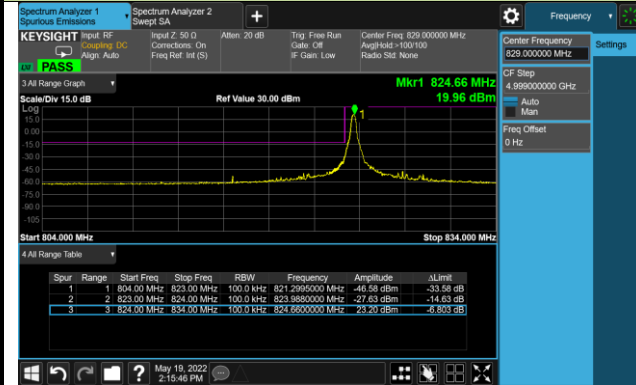 Spectrum Analyzer 1
Spurious Emissions
Spectrum Analyzer 2
Swept SA
+
Frequency
KEYSIGHT
Input: RF
Coupling: DC
Align: Auto
Input Z: 50 Ω
Corrections: On
Freq Ref: Int (S)
Atten: 20 dB
Trig: Free Run
Gate: Off
IF Gain: Low
Center Freq: 829.000000 MHz
Avg|Hold:>100/100
Radio Std: None
Center Frequency
829.000000 MHz
Settings
PASS
CF Step
4.999000000 GHz
Auto
Man
Freq Offset
0 Hz
3 All Range Graph
Mkr1 824.66 MHz
Scale/Div 15.0 dB
Ref Value 30.00 dBm
19.96 dBm
Log
15.0
0.00
-15.0
-30.0
-45.0
-60.0
-75.0
-90.0
-105
1
Start 804.000 MHz
Stop 834.000 MHz
4 All Range Table
Spur Range Start Freq Stop Freq RBW Frequency Amplitude ΔLimit
1 1 804.00 MHz 823.00 MHz 100.0 kHz 821.2995000 MHz -46.58 dBm -33.58 dB
2 2 823.00 MHz 824.00 MHz 100.0 kHz 823.9880000 MHz -27.63 dBm -14.63 dB
3 3 824.00 MHz 834.00 MHz 100.0 kHz 824.6600000 MHz 23.20 dBm -6.803 dB
?
May 19, 2022
2:15:46 PM